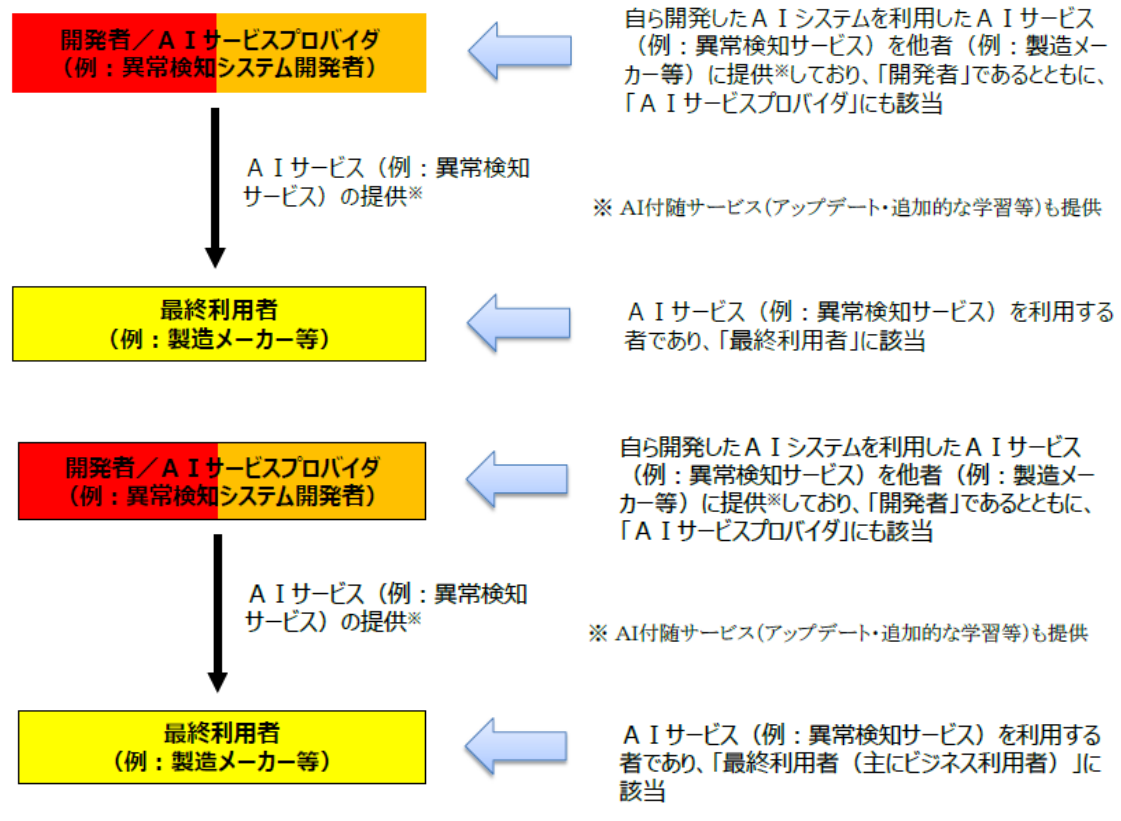 開発者／ＡＩサービスプロバイダ
（例：異常検知システム開発者）
自ら開発したＡＩシステムを利用したＡＩサービス
（例：異常検知サービス）を他者（例：製造メー
カー等）に提供※しており、「開発者」であるとともに、
「ＡＩサービスプロバイダ」にも該当
ＡＩサービス（例：異常検知
サービス）の提供※
※ AI付随サービス(アップデート・追加的な学習等)も提供
最終利用者
（例：製造メーカー等）
ＡＩサービス（例：異常検知サービス）を利用する
者であり、「最終利用者」に該当
開発者／ＡＩサービスプロバイダ
（例：異常検知システム開発者）
自ら開発したＡＩシステムを利用したＡＩサービス
（例：異常検知サービス）を他者（例：製造メー
カー等）に提供※しており、「開発者」であるとともに、
「ＡＩサービスプロバイダ」にも該当
ＡＩサービス（例：異常検知
サービス）の提供※
※ AI付随サービス(アップデート・追加的な学習等)も提供
最終利用者
（例：製造メーカー等）
ＡＩサービス（例：異常検知サービス）を利用する
者であり、「最終利用者（主にビジネス利用者）」に
該当